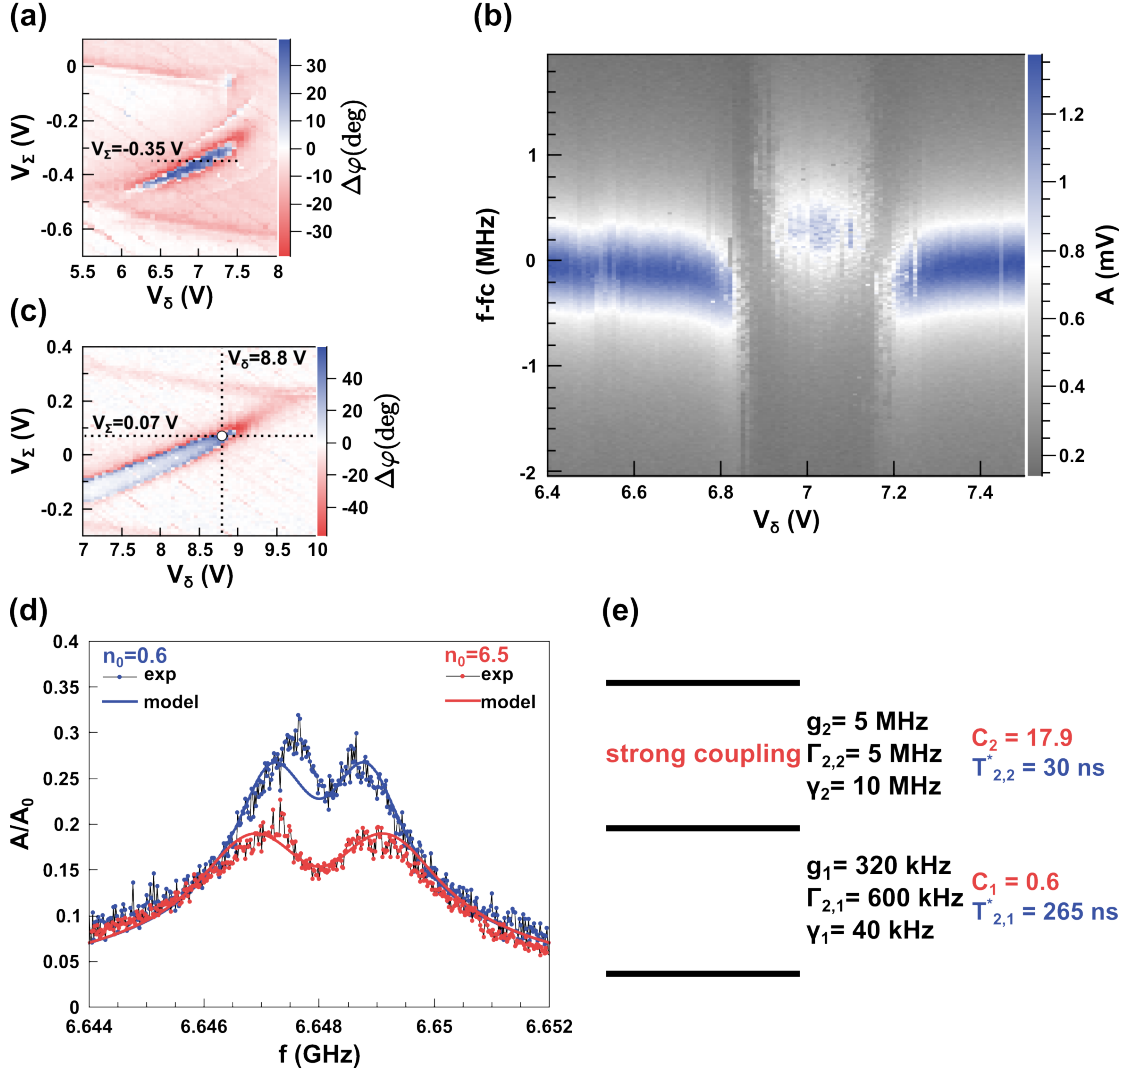 (a)
0
-0.2
-0.4
-0.6
V_Σ (V)
V_Σ=-0.35 V
5.5 6 6.5 7 7.5 8
V_δ (V)
30
20
10
0
-10
-20
-30
Δφ(deg)
(b)
1
0
-1
-2
f-fc (MHz)
6.4 6.6 6.8 7 7.2 7.4
V_δ (V)
1.2
1
0.8
0.6
0.4
0.2
A (mV)
(c)
0.4
0.2
0
-0.2
V_Σ (V)
V_δ=8.8 V
V_Σ=0.07 V
7 7.5 8 8.5 9 9.5 10
V_δ (V)
40
20
0
-20
-40
Δφ(deg)
(d)
0.4
0.35
0.3
0.25
0.2
0.15
0.1
0.05
0
A/A₀
n₀=0.6
exp
model
n₀=6.5
exp
model
6.644 6.646 6.648 6.65 6.652
f (GHz)
(e)
strong coupling
g₂= 5 MHz
Γ₂,₂= 5 MHz
γ₂= 10 MHz
C₂ = 17.9
T*₂,₂ = 30 ns
g₁= 320 kHz
Γ₂,₁= 600 kHz
γ₁= 40 kHz
C₁ = 0.6
T*₂,₁ = 265 ns